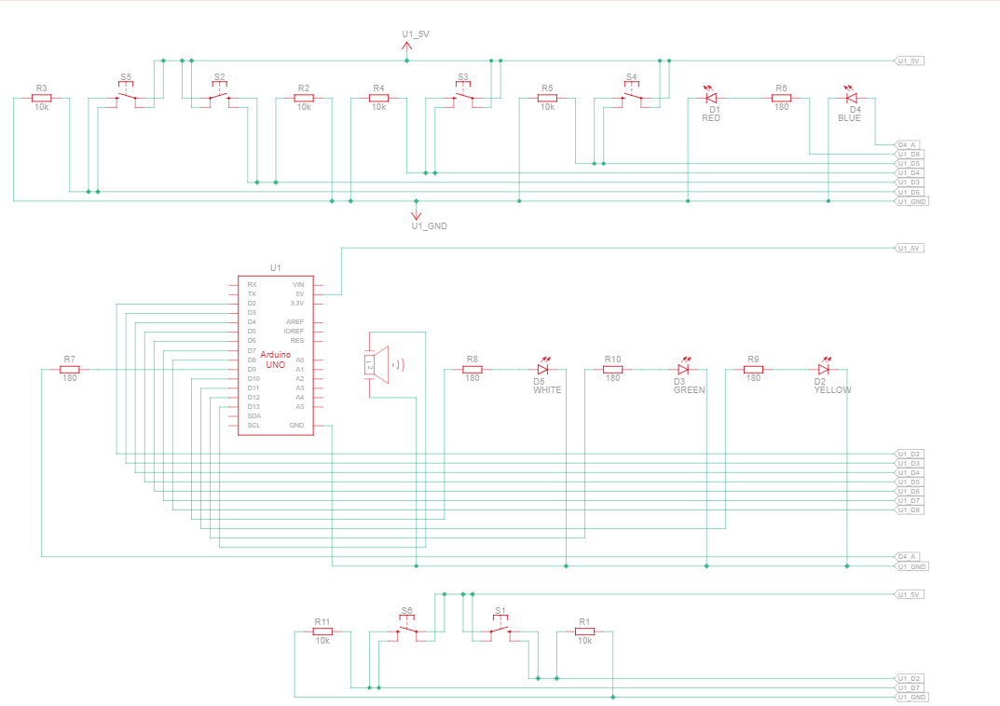 U1_5V
U1_5V
R3
10k
S5
S2
R2
10k
R4
10k
S3
R5
10k
S4
D1
RED
R6
180
D4
BLUE
D4_A
U1_D8
U1_D5
U1_D4
U1_D3
U1_D6
U1_GND
U1_GND
U1_5V
U1
RX
TX
D2
D3
D4
D5
D6
D7
D8
D9
D10
D11
D12
D13
SDA
SCL
Arduino
UNO
VIN
5V
3.3V
AREF
IOREF
RES
A0
A1
A2
A3
A4
A5
GND
1
2
R7
180
R8
180
D5
WHITE
R10
180
D3
GREEN
R9
180
D2
YELLOW
U1_D2
U1_D3
U1_D4
U1_D5
U1_D6
U1_D7
U1_D8
D4_A
U1_GND
U1_5V
R11
10k
S6
S1
R1
10k
U1_D2
U1_D7
U1_GND